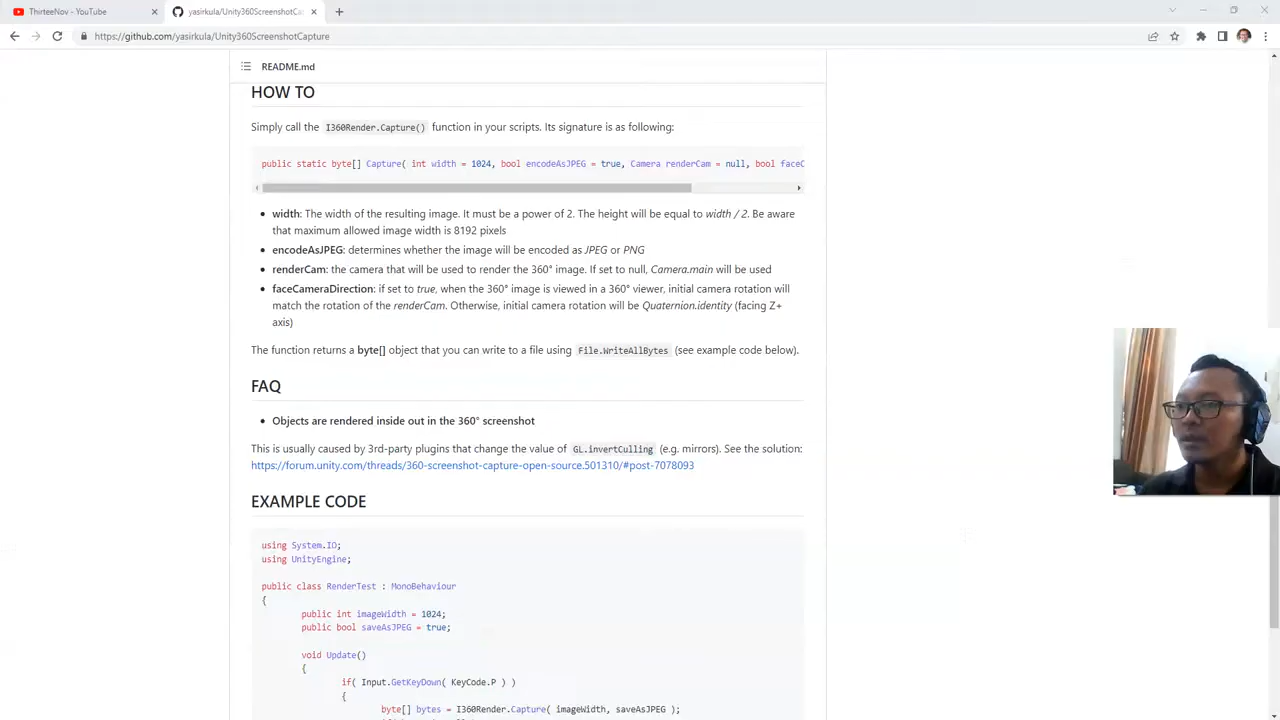 ThirteeNov - YouTube
yasirkula/Unity360ScreenshotCa
https://github.com/yasirkula/Unity360ScreenshotCapture
README.md
HOW TO
Simply call the I360Render.Capture() function in your scripts. Its signature is as following:
public static byte[] Capture( int width = 1024, bool encodeAsJPEG = true, Camera renderCam = null, bool faceC
• width: The width of the resulting image. It must be a power of 2. The height will be equal to width / 2. Be aware
that maximum allowed image width is 8192 pixels
• encodeAsJPEG: determines whether the image will be encoded as JPEG or PNG
• renderCam: the camera that will be used to render the 360° image. If set to null, Camera.main will be used
• faceCameraDirection: if set to true, when the 360° image is viewed in a 360° viewer, initial camera rotation will
match the rotation of the renderCam. Otherwise, initial camera rotation will be Quaternion.identity (facing Z+
axis)
The function returns a byte[] object that you can write to a file using File.WriteAllBytes (see example code below).
FAQ
• Objects are rendered inside out in the 360° screenshot
This is usually caused by 3rd-party plugins that change the value of GL.invertCulling (e.g. mirrors). See the solution:
https://forum.unity.com/threads/360-screenshot-capture-open-source.501310/#post-7078093
EXAMPLE CODE
using System.IO;
using UnityEngine;
public class RenderTest : MonoBehaviour
{
public int imageWidth = 1024;
public bool saveAsJPEG = true;
void Update()
{
if( Input.GetKeyDown( KeyCode.P ) )
{
byte[] bytes = I360Render.Capture( imageWidth, saveAsJPEG );